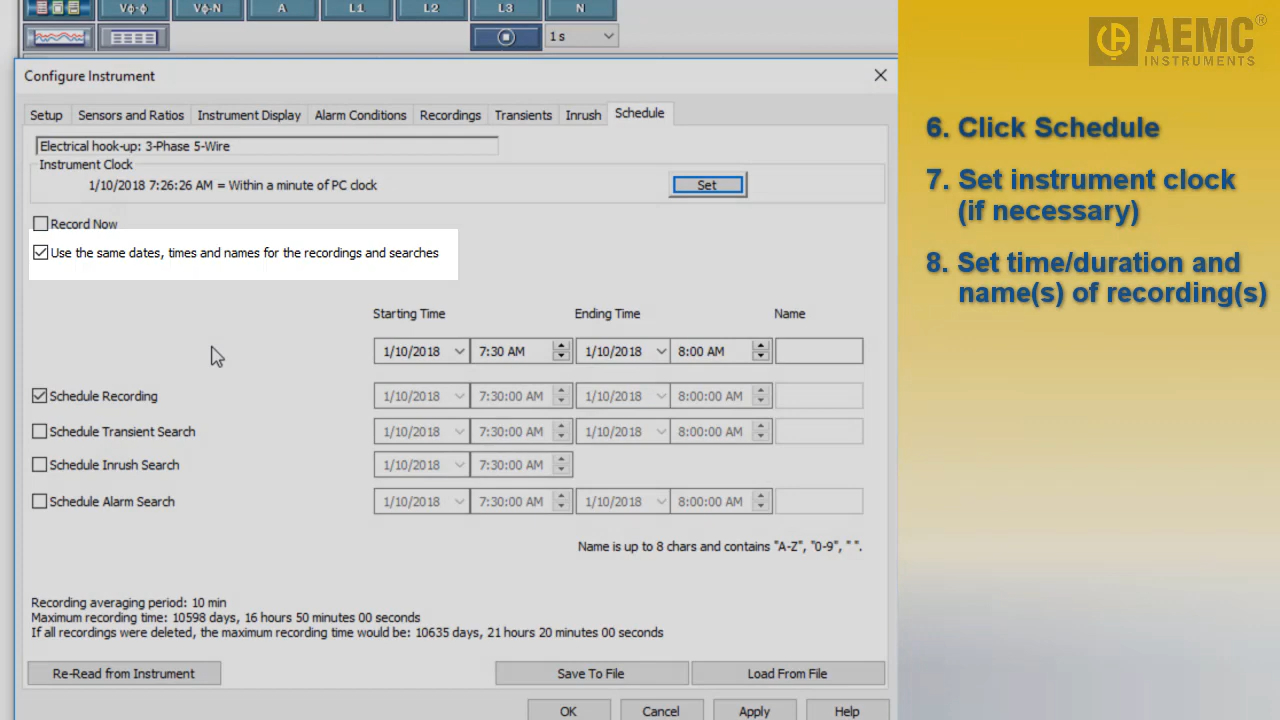 Vφ-φ Vφ-N A L1 L2 L3 N
1 s
AEMC®
INSTRUMENTS
Configure Instrument
Setup Sensors and Ratios Instrument Display Alarm Conditions Recordings Transients Inrush Schedule
Electrical hook-up: 3-Phase 5-Wire
Instrument Clock
1/10/2018 7:26:26 AM = Within a minute of PC clock Set
Record Now
Use the same dates, times and names for the recordings and searches
Starting Time Ending Time Name
1/10/2018 7:30 AM 1/10/2018 8:00 AM
Schedule Recording 1/10/2018 7:30:00 AM 1/10/2018 8:00:00 AM
Schedule Transient Search 1/10/2018 7:30:00 AM 1/10/2018 8:00:00 AM
Schedule Inrush Search 1/10/2018 7:30:00 AM
Schedule Alarm Search 1/10/2018 7:30:00 AM 1/10/2018 8:00:00 AM
Name is up to 8 chars and contains "A-Z", "0-9", " ".
Recording averaging period: 10 min
Maximum recording time: 10598 days, 16 hours 50 minutes 00 seconds
If all recordings were deleted, the maximum recording time would be: 10635 days, 21 hours 20 minutes 00 seconds
Re-Read from Instrument Save To File Load From File
OK Cancel Apply Help
6. Click Schedule
7. Set instrument clock
(if necessary)
8. Set time/duration and
name(s) of recording(s)